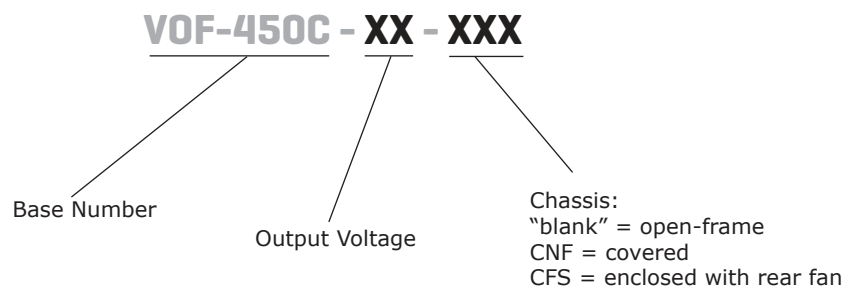 VOF-450C - XX - XXX
Base Number
Output Voltage
Chassis:
"blank" = open-frame
CNF = covered
CFS = enclosed with rear fan